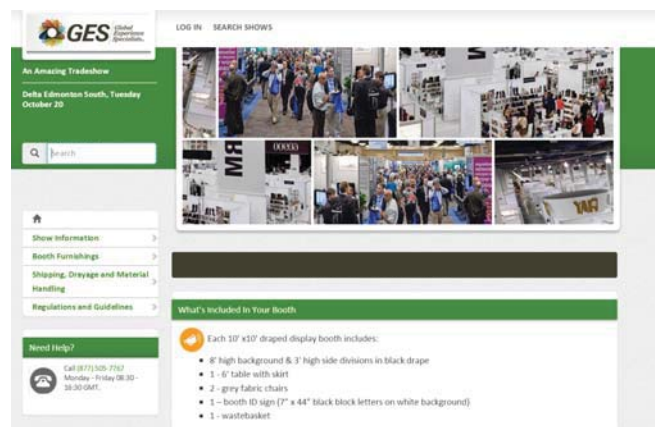 GES Global
Experience
Specialists
LOG IN SEARCH SHOWS
An Amazing Tradeshow
Delta Edmonton South, Tuesday
October 20
Search
Show Information
Booth Furnishings
Shipping, Drayage and Material
Handling
Regulations and Guidelines
Need Help?
Call (877) 505-7767
Monday - Friday 08:30 -
16:30 GMT.
What's Included In Your Booth
Each 10' x10' draped display booth includes:
8' high background & 3' high side divisions in black drape
1 - 6' table with skirt
2 - grey fabric chairs
1 – booth ID sign (7" x 44" black block letters on white background)
1 - wastebasket